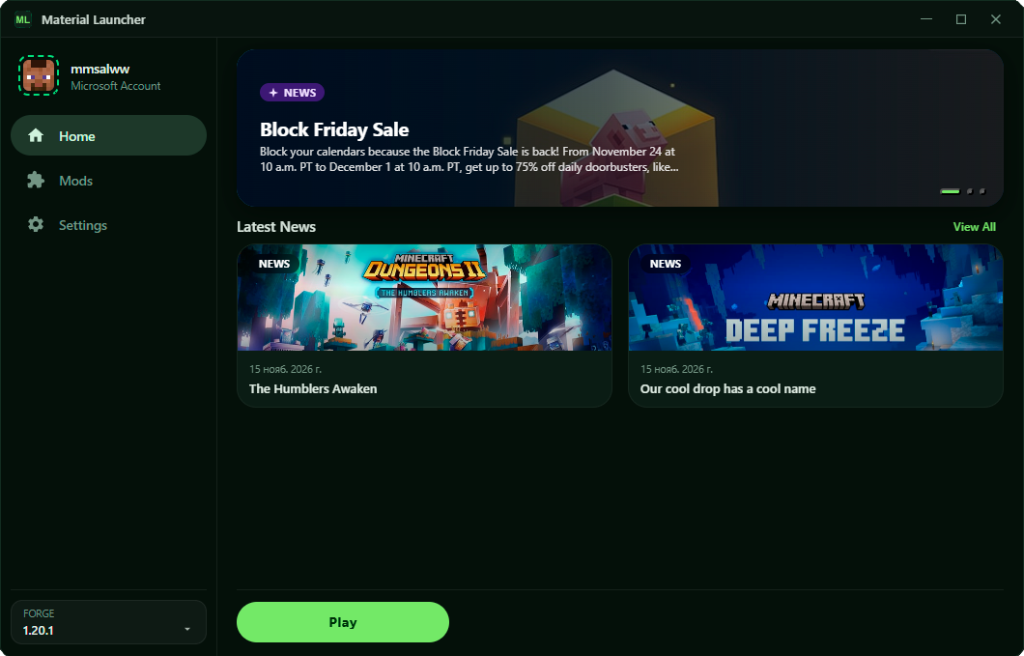 ML Material Launcher
mmsalww
Microsoft Account
Home
Mods
Settings
FORGE
1.20.1
NEWS
Block Friday Sale
Block your calendars because the Block Friday Sale is back! From November 24 at
10 a.m. PT to December 1 at 10 a.m. PT, get up to 75% off daily doorbusters, like...
Latest News
View All
NEWS
MINECRAFT
DUNGEONS II
THE HUMBLERS AWAKEN
15 нояб. 2026 г.
The Humblers Awaken
NEWS
MINECRAFT
DEEP FREEZE
15 нояб. 2026 г.
Our cool drop has a cool name
Play